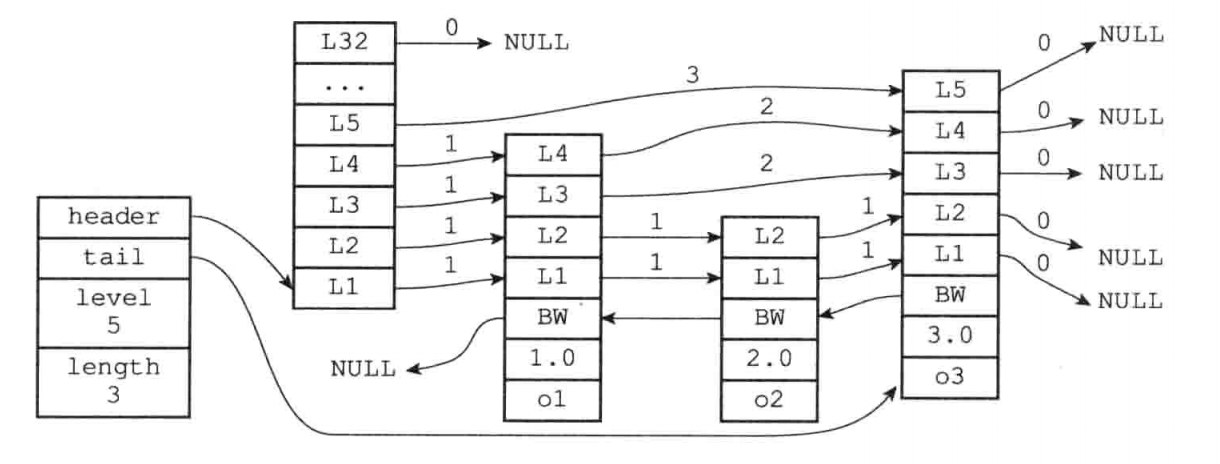 L32
0
NULL
...
L5
3
L4
1
L3
1
L2
1
L1
1
header
tail
level
5
length
3
L4
2
L3
2
L2
1
L1
1
BW
1.0
o1
NULL
L2
1
L1
1
BW
2.0
o2
L5
0
NULL
L4
0
NULL
L3
0
NULL
L2
0
NULL
L1
0
NULL
BW
3.0
o3